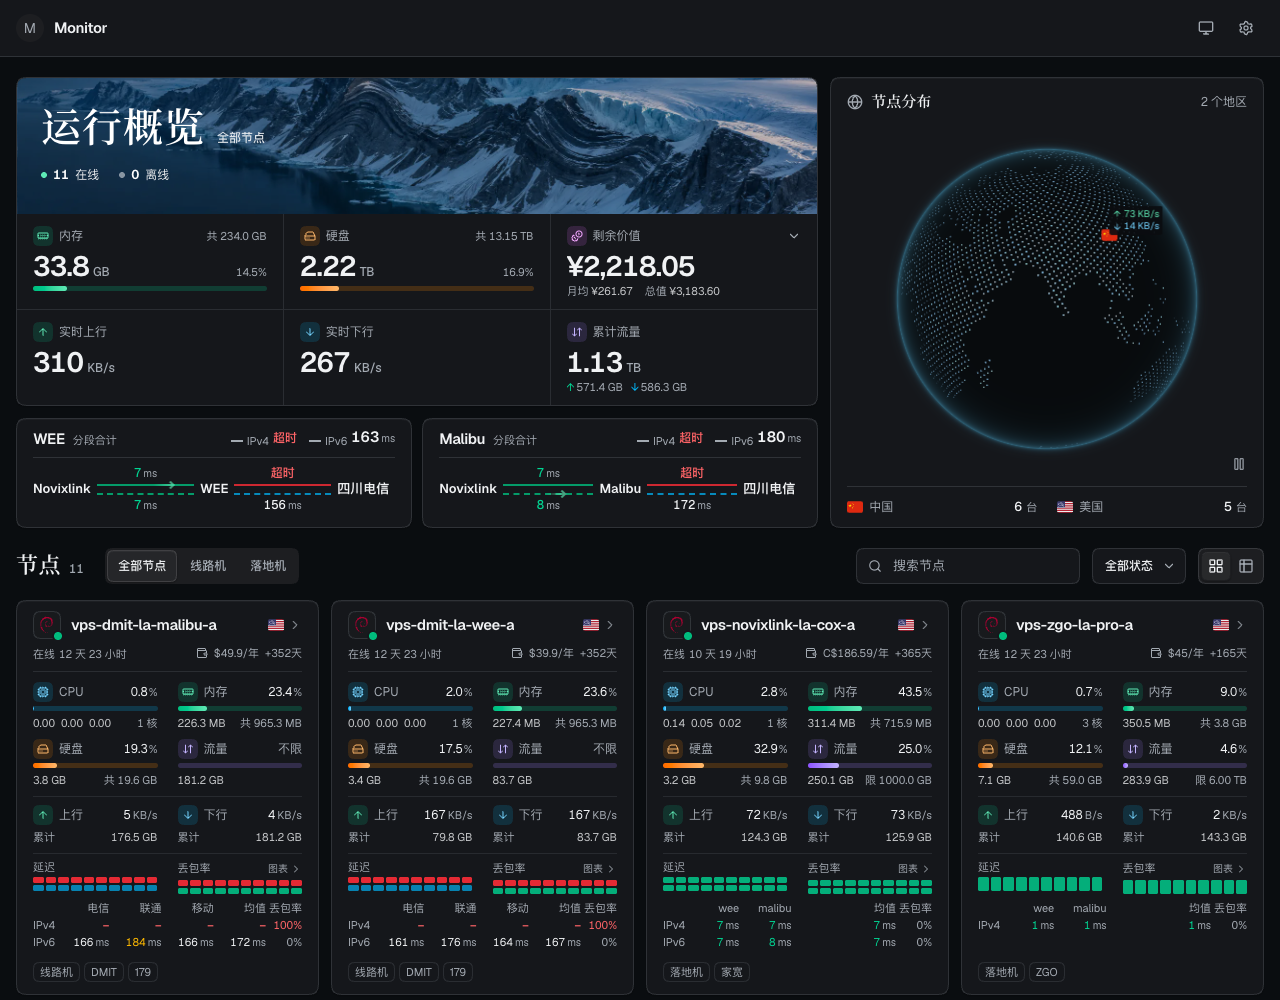 M Monitor
运行概览 全部节点
11 在线 0 离线
内存 共 234.0 GB
33.8 GB 14.5%
硬盘 共 13.15 TB
2.22 TB 16.9%
剩余价值
¥2,218.05
月均 ¥261.67 总值 ¥3,183.60
实时上行
310 KB/s
实时下行
267 KB/s
累计流量
1.13 TB
571.4 GB 586.3 GB
节点分布 2 个地区
73 KB/s
14 KB/s
中国 6 台 美国 5 台
WEE 分段合计 IPv4 超时 IPv6 163 ms
7 ms 超时
Novixlink WEE 四川电信
7 ms 156 ms
Malibu 分段合计 IPv4 超时 IPv6 180 ms
7 ms 超时
Novixlink Malibu 四川电信
8 ms 172 ms
节点 11 全部节点 线路机 落地机 搜索节点 全部状态
vps-dmit-la-malibu-a
在线 12 天 23 小时 $49.9/年 +352天
CPU 0.8% 内存 23.4%
0.00 0.00 0.00 1 核 226.3 MB 共 965.3 MB
硬盘 19.3% 流量 不限
3.8 GB 共 19.6 GB 181.2 GB
上行 5 KB/s 下行 4 KB/s
累计 176.5 GB 累计 181.2 GB
延迟 丢包率 图表
电信 联通 移动 均值 丢包率
IPv4 – – – – 100%
IPv6 166 ms 184 ms 166 ms 172 ms 0%
线路机 DMIT 179
vps-dmit-la-wee-a
在线 12 天 23 小时 $39.9/年 +352天
CPU 2.0% 内存 23.6%
0.00 0.00 0.00 1 核 227.4 MB 共 965.3 MB
硬盘 17.5% 流量 不限
3.4 GB 共 19.6 GB 83.7 GB
上行 167 KB/s 下行 167 KB/s
累计 79.8 GB 累计 83.7 GB
延迟 丢包率 图表
电信 联通 移动 均值 丢包率
IPv4 – – – – 100%
IPv6 161 ms 176 ms 164 ms 167 ms 0%
线路机 DMIT 179
vps-novixlink-la-cox-a
在线 10 天 19 小时 C$186.59/年 +365天
CPU 2.8% 内存 43.5%
0.14 0.05 0.02 1 核 311.4 MB 共 715.9 MB
硬盘 32.9% 流量 25.0%
3.2 GB 共 9.8 GB 250.1 GB 限 1000.0 GB
上行 72 KB/s 下行 73 KB/s
累计 124.3 GB 累计 125.9 GB
延迟 丢包率 图表
wee malibu 均值 丢包率
IPv4 7 ms 7 ms 7 ms 0%
IPv6 7 ms 8 ms 7 ms 0%
落地机 家宽
vps-zgo-la-pro-a
在线 12 天 23 小时 $45/年 +165天
CPU 0.7% 内存 9.0%
0.00 0.00 0.00 3 核 350.5 MB 共 3.8 GB
硬盘 12.1% 流量 4.6%
7.1 GB 共 59.0 GB 283.9 GB 限 6.00 TB
上行 488 B/s 下行 2 KB/s
累计 140.6 GB 累计 143.3 GB
延迟 丢包率 图表
wee malibu 均值 丢包率
IPv4 1 ms 1 ms 1 ms 0%
落地机 ZGO